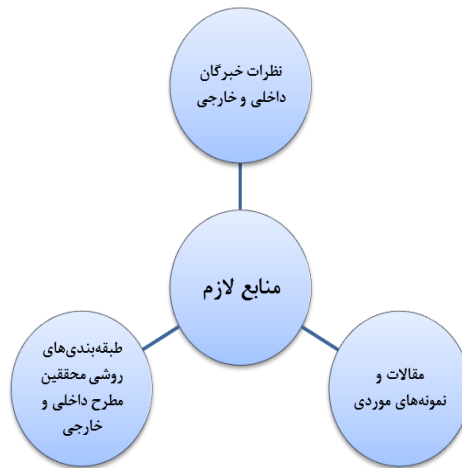 نظرات خبرگان
داخلی و خارجی
منابع لازم
مقالات و
نمونه‌های موردی
طبقه‌بندی‌های
روشی محققین
مطرح داخلی و
خارجی